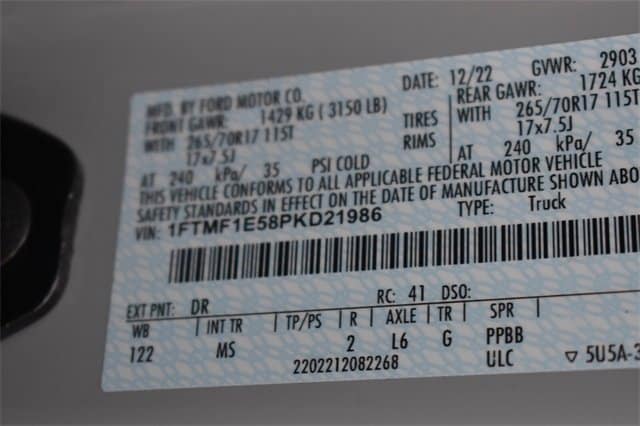 MFD. BY FORD MOTOR CO.
DATE: 12/22 GVWR: 2903
FRONT GAWR: 1429 KG ( 3150 LB)
REAR GAWR: 1724 KG
WITH 265/70R17 115T TIRES WITH 265/70R17 115T
17x7.5J RIMS 17x7.5J
AT 240 kPa/ 35 PSI COLD AT 240 kPa/ 35
THIS VEHICLE CONFORMS TO ALL APPLICABLE FEDERAL MOTOR VEHICLE
SAFETY STANDARDS IN EFFECT ON THE DATE OF MANUFACTURE SHOWN ABO
VIN: 1FTMF1E58PKD21986 TYPE: Truck
EXT PNT: DR RC: 41 DSO:
WB INT TR TP/PS R AXLE TR SPR
122 MS 2 L6 G PPBB
2202212082268 ULC ▽ 5U5A-3